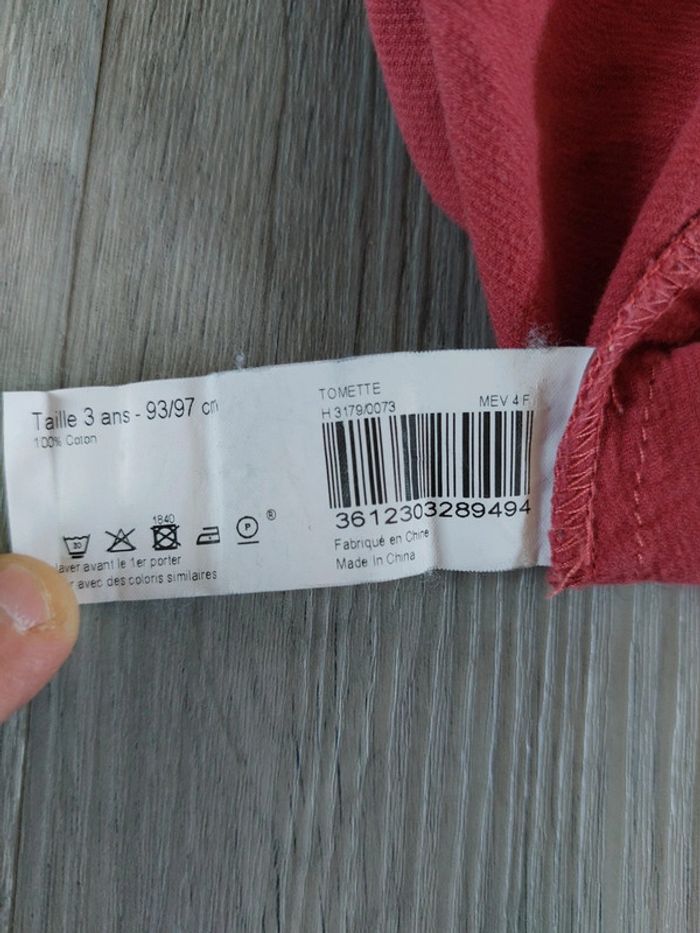 Taille 3 ans - 93/97 cm
100% Coton
1840
30
P
®
laver avant le 1er porter
avec des coloris similaires
TOMETTE
H 3179/0073 MEV 4 F
3612303289494
Fabriqué en Chine
Made In China